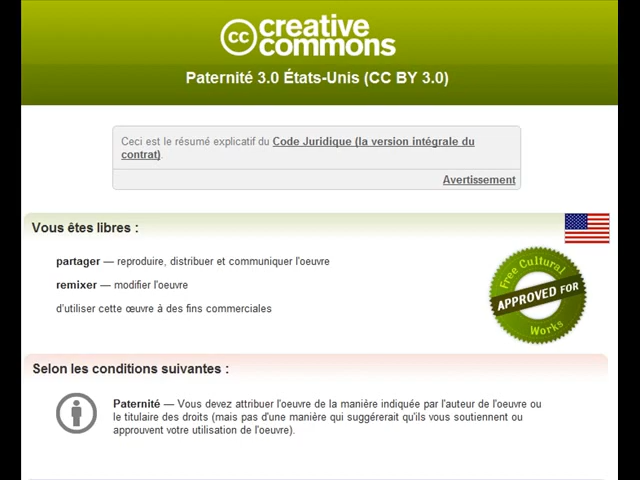 cc creative commons
Paternité 3.0 États-Unis (CC BY 3.0)
Ceci est le résumé explicatif du Code Juridique (la version intégrale du
contrat).
Avertissement
Vous êtes libres :
partager — reproduire, distribuer et communiquer l'oeuvre
remixer — modifier l'oeuvre
d'utiliser cette œuvre à des fins commerciales
Free Cultural
APPROVED FOR
Works
Selon les conditions suivantes :
Paternité — Vous devez attribuer l'oeuvre de la manière indiquée par l'auteur de l'oeuvre ou
le titulaire des droits (mais pas d'une manière qui suggérerait qu'ils vous soutiennent ou
approuvent votre utilisation de l'oeuvre).